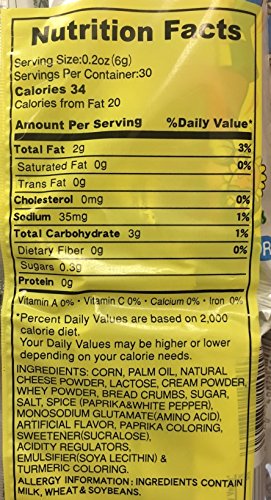 Nutrition Facts
Serving Size:0.2oz(6g)
Servings Per Container:30
Calories 34
Calories from Fat 20
Amount Per Serving %Daily Value*
Total Fat 2g 3%
Saturated Fat 0g 0%
Trans Fat 0g
Cholesterol 0mg 0%
Sodium 35mg 1%
Total Carbohydrate 3g 1%
Dietary Fiber 0g 0%
Sugars 0.3g
Protein 0g
Vitamin A 0% • Vitamin C 0% • Calcium 0% • Iron 0%
*Percent Daily Values are based on 2,000
calorie diet.
Your Daily Values may be higher or lower
depending on your calorie needs.
INGREDIENTS: CORN, PALM OIL, NATURAL
CHEESE POWDER, LACTOSE, CREAM POWDER,
WHEY POWDER, BREAD CRUMBS, SUGAR,
SALT, SPICE (PAPRIKA&WHITE PEPPER),
MONOSODIUM GLUTAMATE(AMINO ACID),
ARTIFICIAL FLAVOR, PAPRIKA COLORING,
SWEETENER(SUCRALOSE),
ACIDITY REGULATORS,
EMULSIFIER(SOYA LECITHIN) &
TURMERIC COLORING.
ALLERGY INFORMATION: INGREDIENTS CONTAIN
MILK, WHEAT & SOYBEANS.